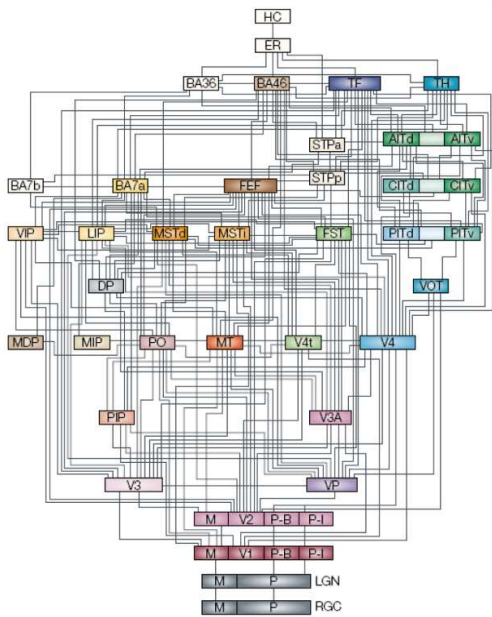 HC
ER
BA36 BA46 TF TH
STPa AITd AITv
BA7b BA7a FEF STPp CITd CITv
VIP LIP MSTd MSTi FST PITd PITv
DP VOT
MDP MIP PO MT V4t V4
PIP V3A
V3 VP
M V2 P-B P-I
M V1 P-B P-I
M P LGN
M P RGC